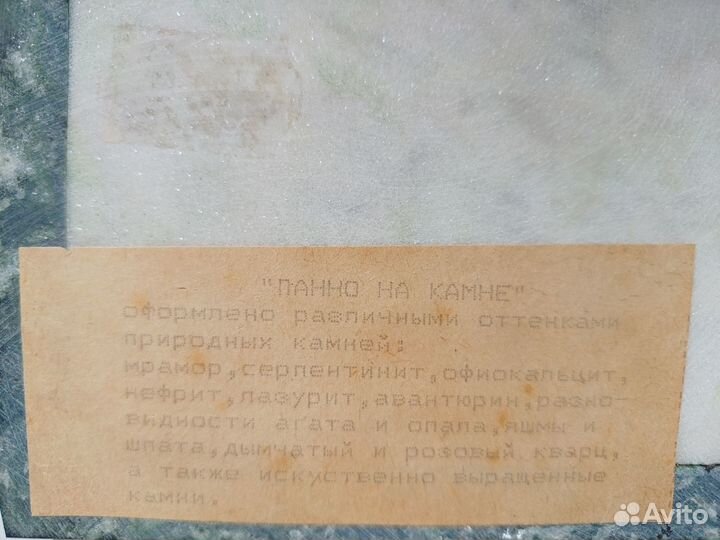 "ПАННО НА КАМНЕ"
оформлено различными оттенками
природных камней:
мрамор,серпентинит,офиокальцит,
нефрит,лазурит,авантюрин,разно-
видности агата и опала,яшмы и
шпата,дымчатый и розовый кварц,
а также искуственно выращенные
камни.
Avito